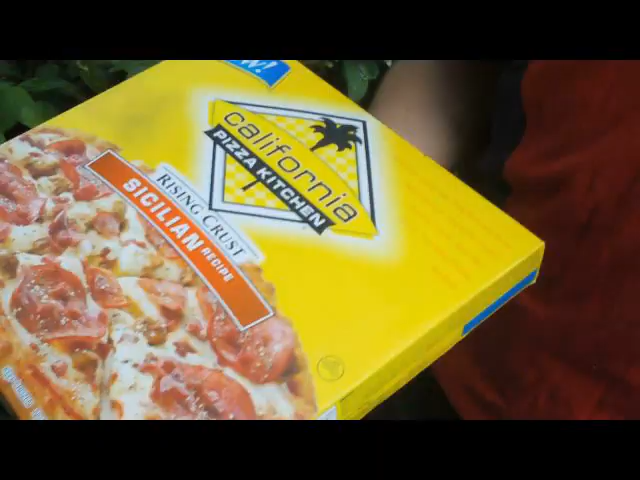 W!
california
PIZZA KITCHEN
RISING CRUST
SICILIAN RECIPE